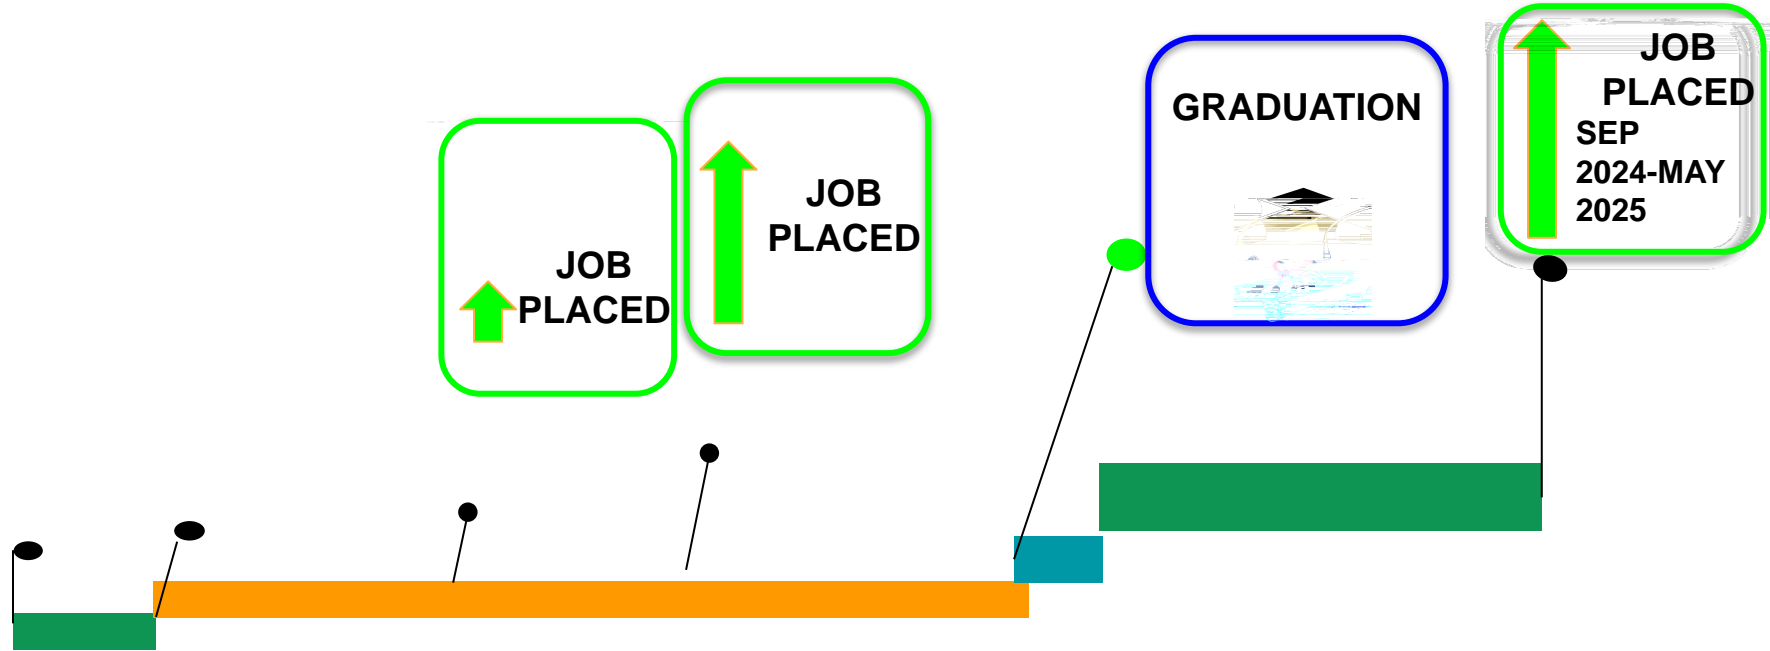 JOB
PLACED
JOB
PLACED
GRADUATION
JOB
PLACED
SEP
2024-MAY
2025